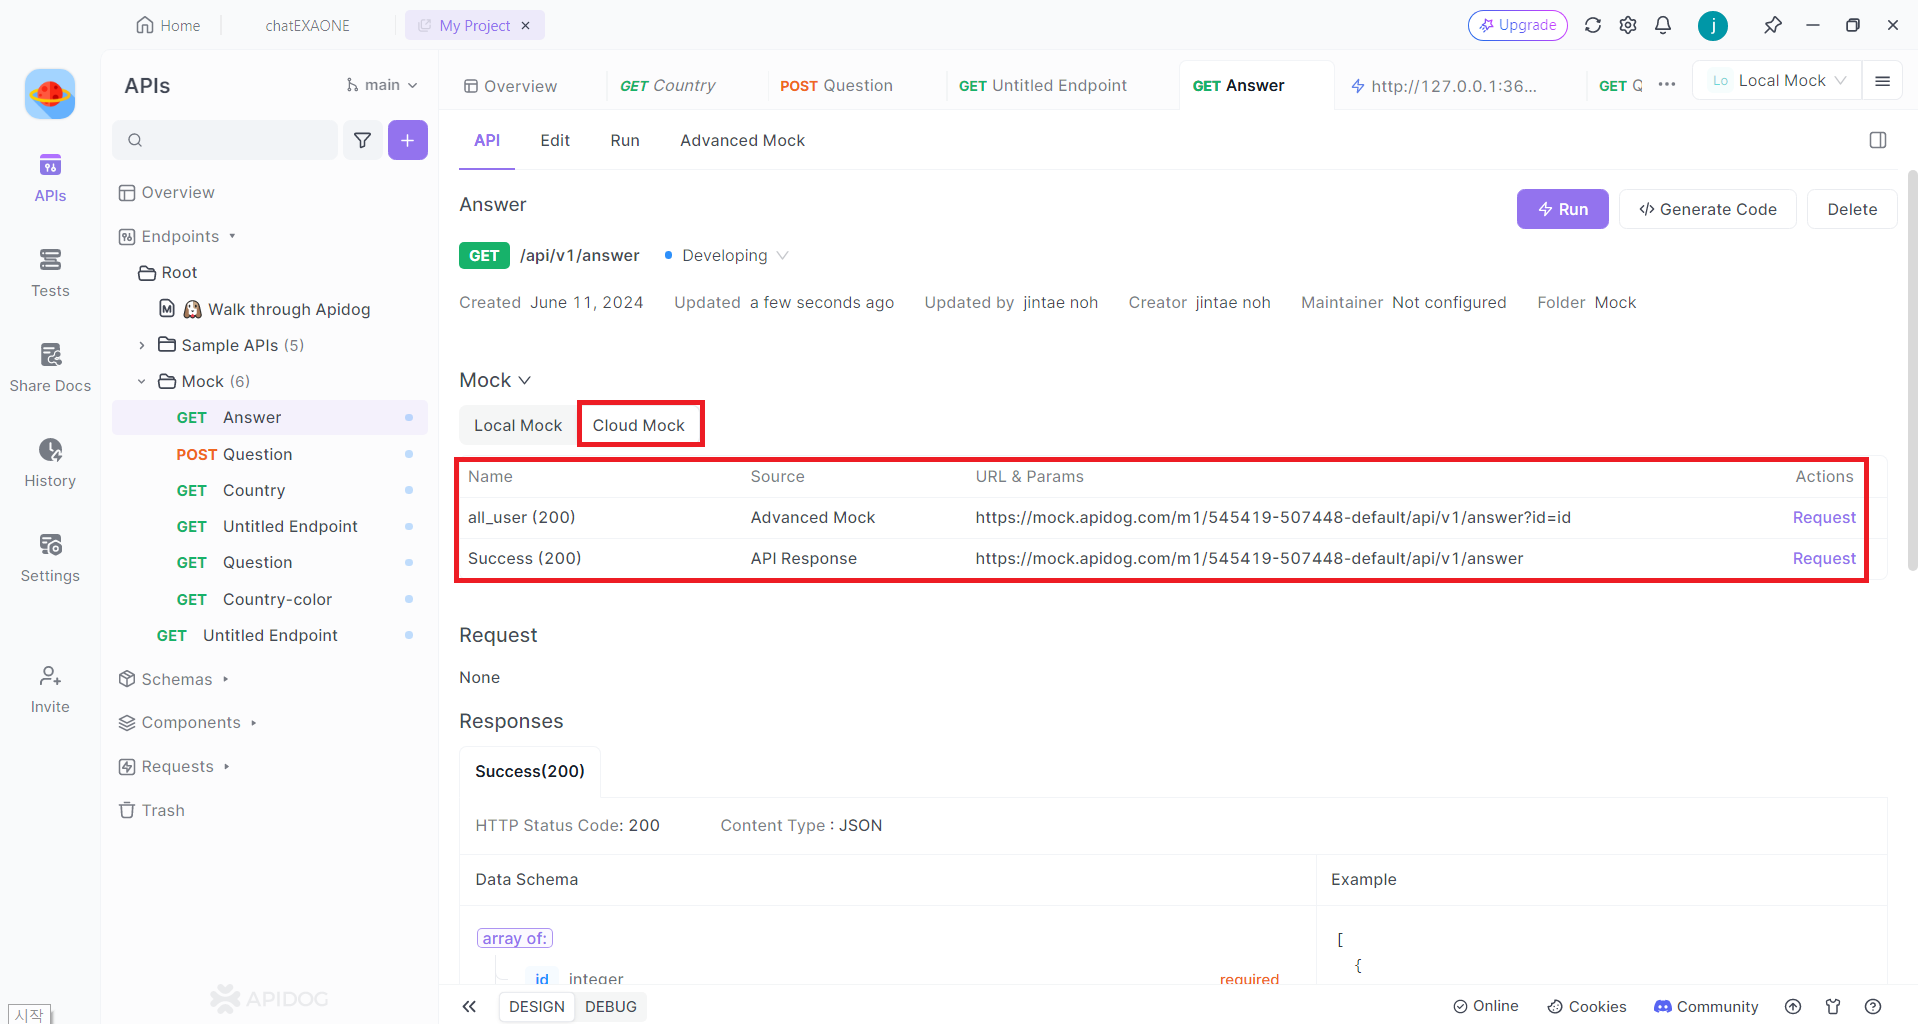 Home
chatEXAONE
My Project
Upgrade
j
APIs
main
Overview
GET Country
POST Question
GET Untitled Endpoint
GET Answer
http://127.0.0.1:36...
GET Q
Lo Local Mock
APIs
Tests
Share Docs
History
Settings
Invite
Overview
Endpoints
Root
Walk through Apidog
Sample APIs (5)
Mock (6)
GET Answer
POST Question
GET Country
GET Untitled Endpoint
GET Question
GET Country-color
GET Untitled Endpoint
Schemas
Components
Requests
Trash
APIDOG
시작
API Edit Run Advanced Mock
Answer
Run
Generate Code
Delete
GET /api/v1/answer Developing
Created June 11, 2024 Updated a few seconds ago Updated by jintae noh Creator jintae noh Maintainer Not configured Folder Mock
Mock
Local Mock Cloud Mock
Name Source URL & Params Actions
all_user (200) Advanced Mock https://mock.apidog.com/m1/545419-507448-default/api/v1/answer?id=id Request
Success (200) API Response https://mock.apidog.com/m1/545419-507448-default/api/v1/answer Request
Request
None
Responses
Success(200)
HTTP Status Code: 200 Content Type : JSON
Data Schema Example
array of: [
{
id integer required
DESIGN DEBUG
Online Cookies Community